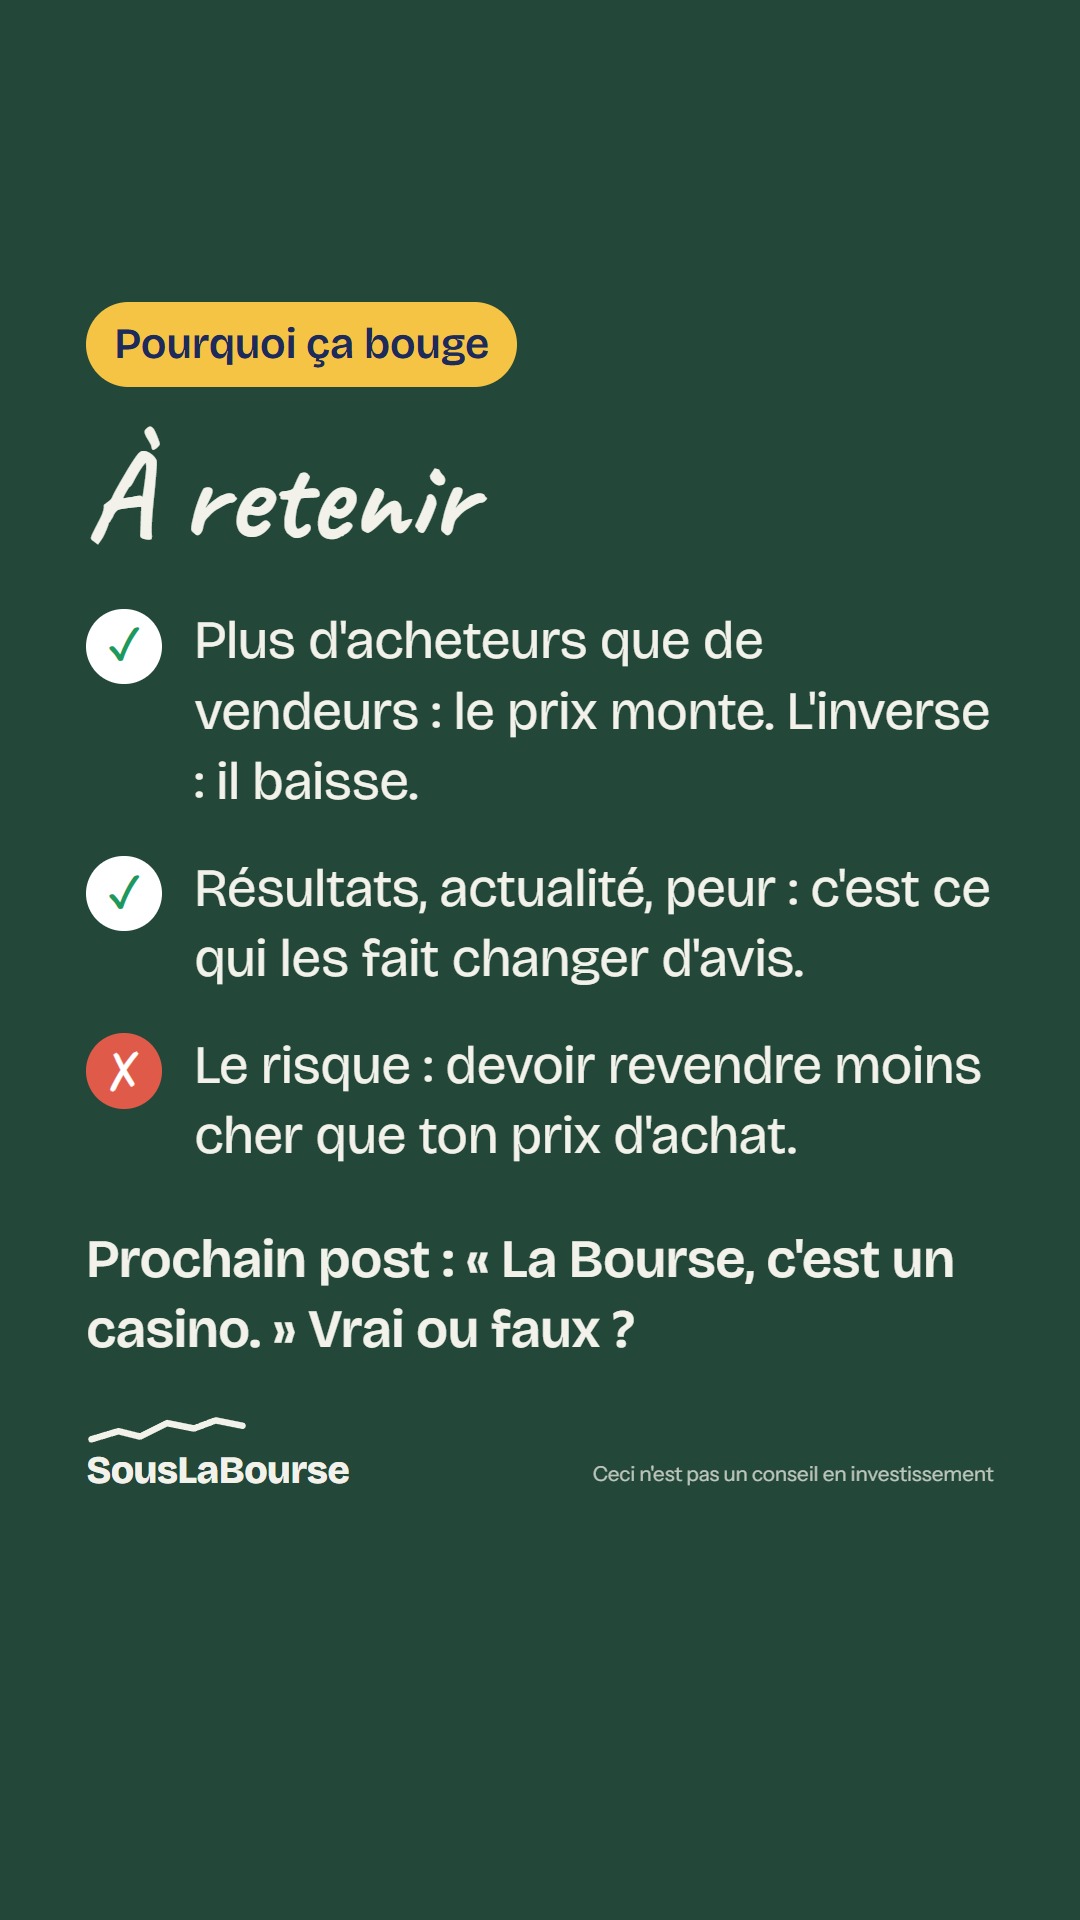 Pourquoi ça bouge
À retenir
✓ Plus d'acheteurs que de
vendeurs : le prix monte. L'inverse
: il baisse.
✓ Résultats, actualité, peur : c'est ce
qui les fait changer d'avis.
✗ Le risque : devoir revendre moins
cher que ton prix d'achat.
Prochain post : « La Bourse, c'est un
casino. » Vrai ou faux ?
SousLaBourse
Ceci n'est pas un conseil en investissement